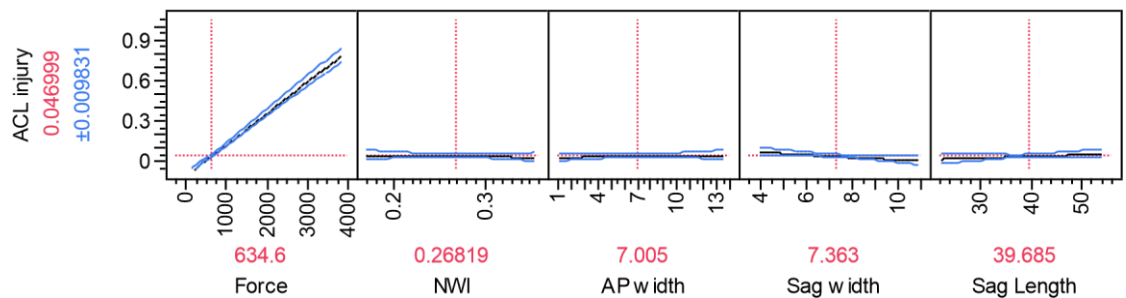 ACL injury
0.046999
±0.009831
0.9
0.6
0.3
0
0 1000 2000 3000 4000
0.2 0.3
1 4 7 10 13
4 6 8 10
30 40 50
634.6 0.26819 7.005 7.363 39.685
Force NWI AP width Sag width Sag Length